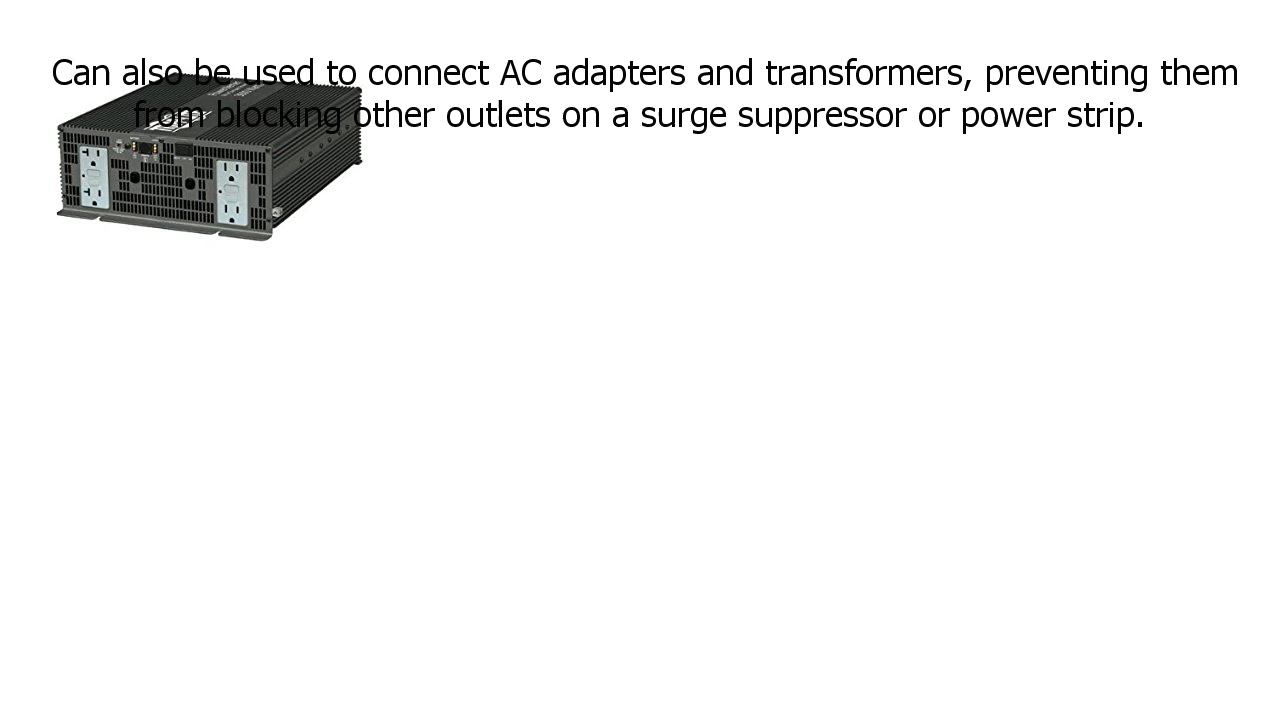 Can also be used to connect AC adapters and transformers, preventing them
from blocking other outlets on a surge suppressor or power strip.